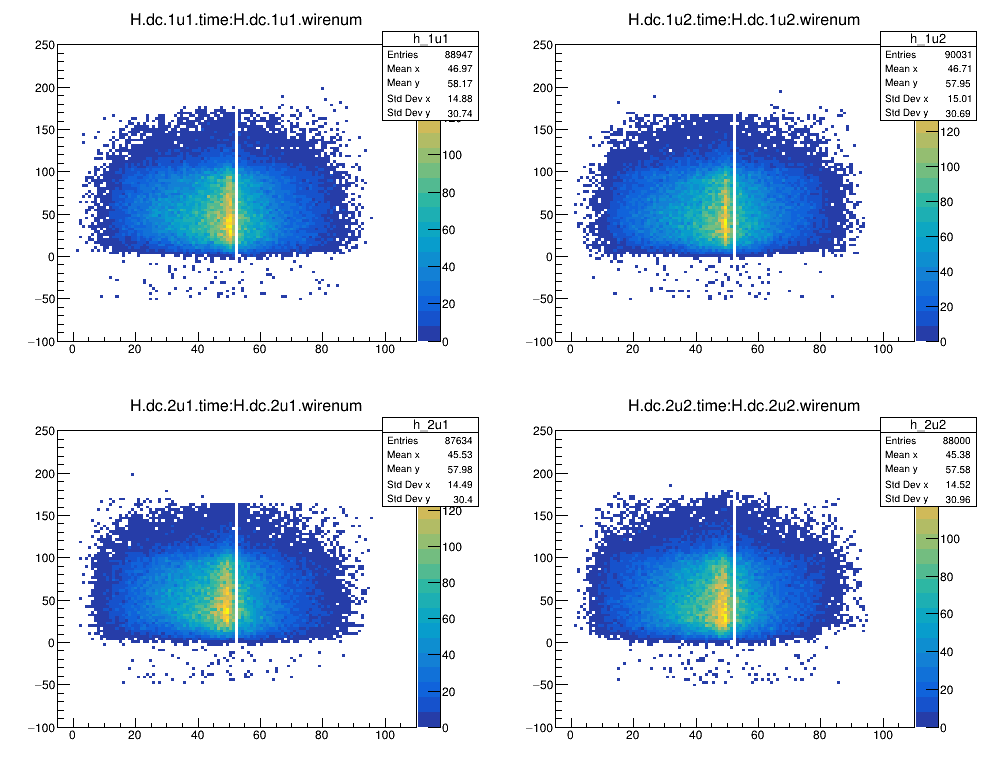 H.dc.1u1.time:H.dc.1u1.wirenum
h_1u1
Entries 88947
Mean x 46.97
Mean y 58.17
Std Dev x 14.88
Std Dev y 30.74
250
200
150
100
50
0
−50
−100
0 20 40 60 80 100
100
80
60
40
20
0
H.dc.1u2.time:H.dc.1u2.wirenum
h_1u2
Entries 90031
Mean x 46.71
Mean y 57.95
Std Dev x 15.01
Std Dev y 30.69
250
200
150
100
50
0
−50
−100
0 20 40 60 80 100
120
100
80
60
40
20
0
H.dc.2u1.time:H.dc.2u1.wirenum
h_2u1
Entries 87634
Mean x 45.53
Mean y 57.98
Std Dev x 14.49
Std Dev y 30.4
250
200
150
100
50
0
−50
−100
0 20 40 60 80 100
120
100
80
60
40
20
0
H.dc.2u2.time:H.dc.2u2.wirenum
h_2u2
Entries 88000
Mean x 45.38
Mean y 57.58
Std Dev x 14.52
Std Dev y 30.96
250
200
150
100
50
0
−50
−100
0 20 40 60 80 100
100
80
60
40
20
0